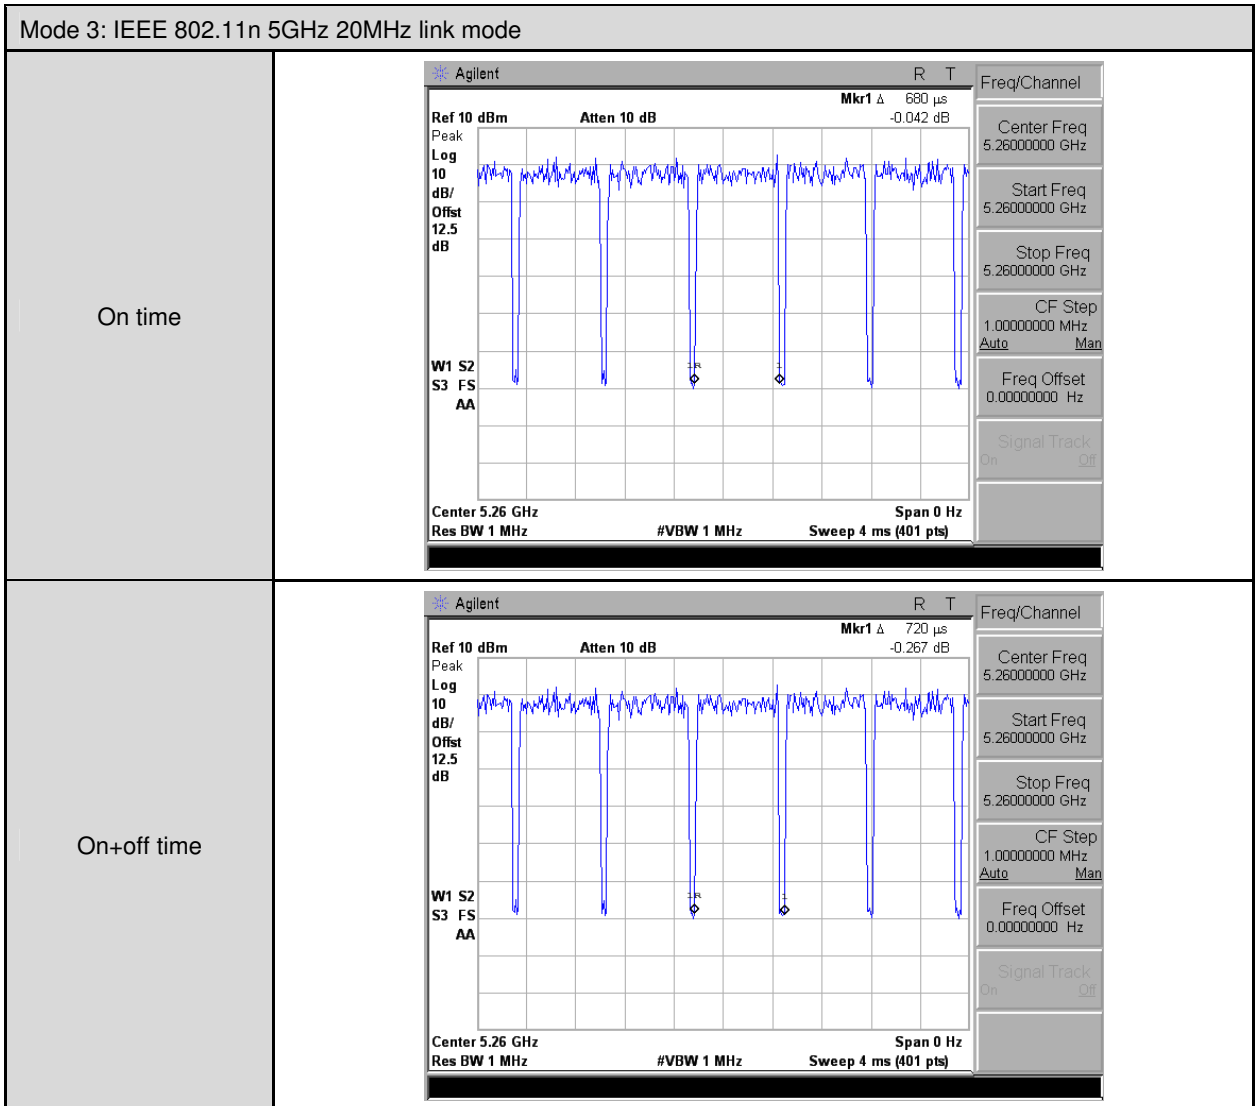 Mode 3: IEEE 802.11n 5GHz 20MHz link mode
On time
Agilent R T
Mkr1 Δ 680 µs
Ref 10 dBm Atten 10 dB -0.042 dB
Peak
Log
10
dB/
Offst
12.5
dB
1R 1
W1 S2
S3 FS
AA
Center 5.26 GHz Span 0 Hz
Res BW 1 MHz #VBW 1 MHz Sweep 4 ms (401 pts)
Freq/Channel
Center Freq
5.26000000 GHz
Start Freq
5.26000000 GHz
Stop Freq
5.26000000 GHz
CF Step
1.00000000 MHz
Auto Man
Freq Offset
0.00000000 Hz
Signal Track
On Off
On+off time
Agilent R T
Mkr1 Δ 720 µs
Ref 10 dBm Atten 10 dB -0.267 dB
Peak
Log
10
dB/
Offst
12.5
dB
1R 1
W1 S2
S3 FS
AA
Center 5.26 GHz Span 0 Hz
Res BW 1 MHz #VBW 1 MHz Sweep 4 ms (401 pts)
Freq/Channel
Center Freq
5.26000000 GHz
Start Freq
5.26000000 GHz
Stop Freq
5.26000000 GHz
CF Step
1.00000000 MHz
Auto Man
Freq Offset
0.00000000 Hz
Signal Track
On Off